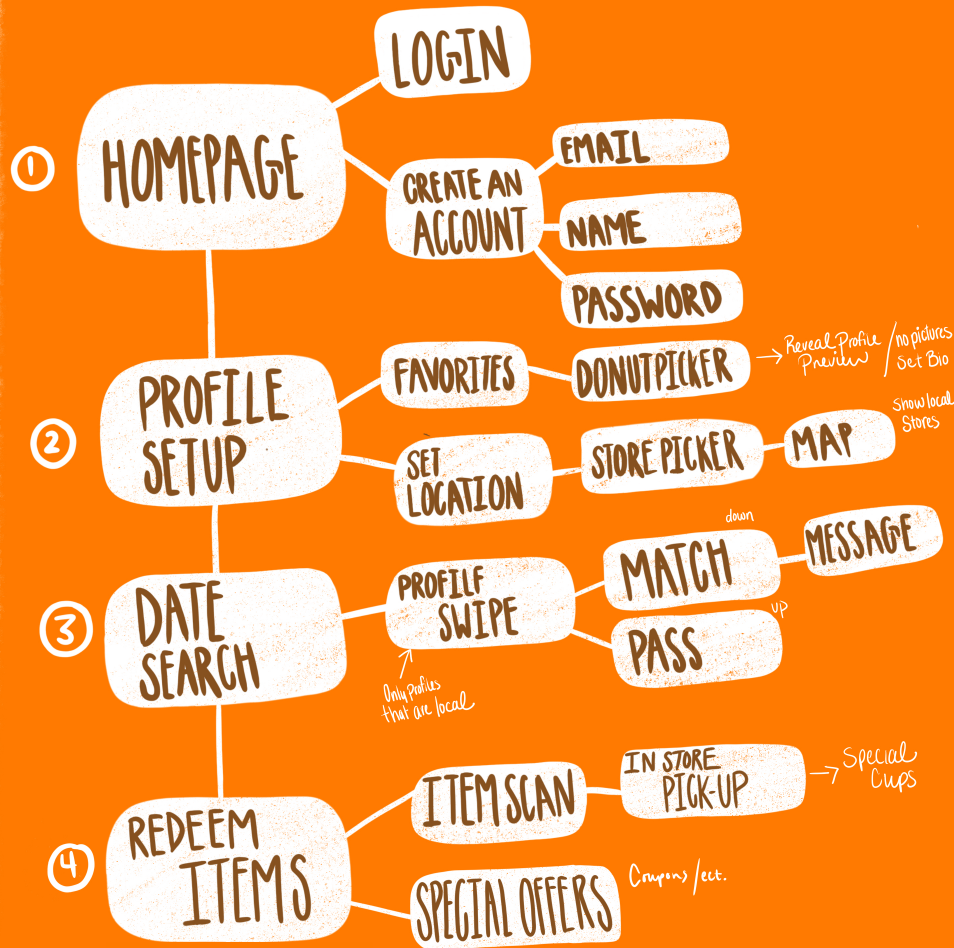 LOGIN
1
HOMEPAGE
CREATE AN
ACCOUNT
EMAIL
NAME
PASSWORD
2
PROFILE
SETUP
FAVORITES
DONUT PICKER
Reveal Profile
Preview
/ no pictures
Set Bio
SET
LOCATION
STORE PICKER
MAP
Show local
Stores
3
DATE
SEARCH
PROFILE
SWIPE
Only Profiles
that are local
MATCH
down
MESSAGE
PASS
up
4
REDEEM
ITEMS
ITEM SCAN
IN STORE
PICK-UP
Special
Cups
SPECIAL OFFERS
Coupons/ect.